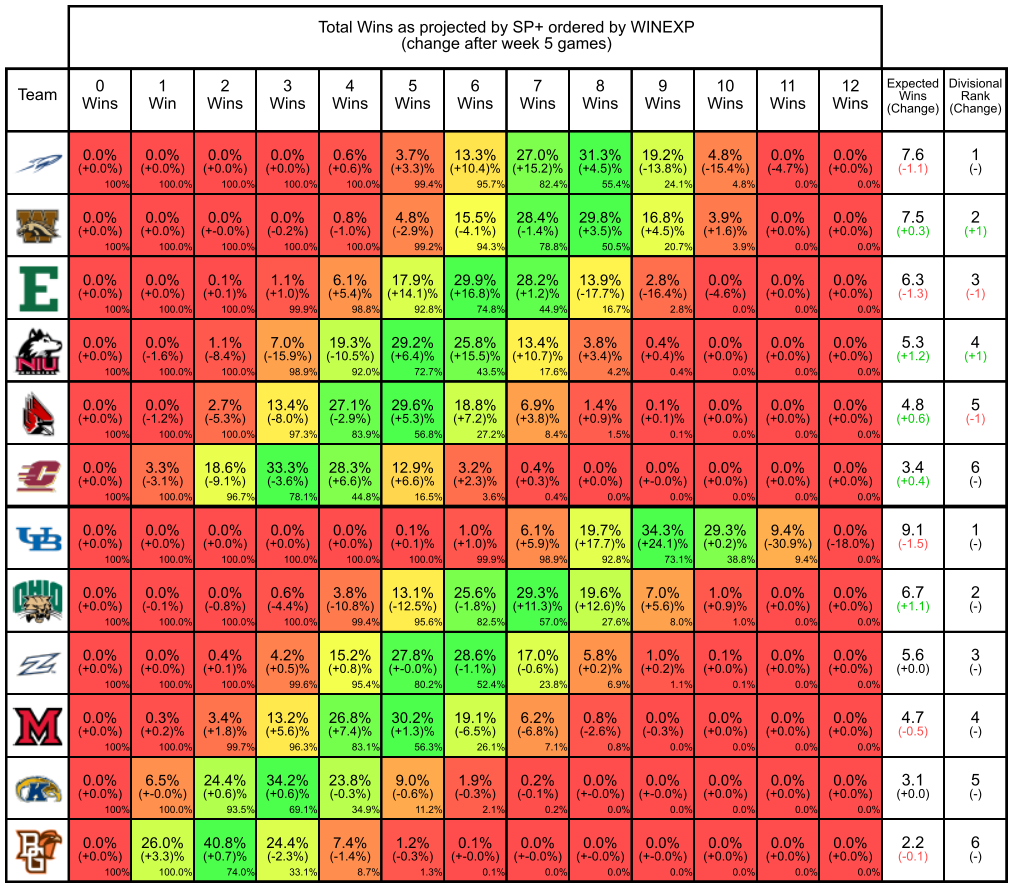 Total Wins as projected by SP+ ordered by WINEXP
(change after week 5 games)
Team 0 Wins 1 Win 2 Wins 3 Wins 4 Wins 5 Wins 6 Wins 7 Wins 8 Wins 9 Wins 10 Wins 11 Wins 12 Wins Expected Wins (Change) Divisional Rank (Change)
0.0% 0.0% 0.0% 0.0% 0.6% 3.7% 13.3% 27.0% 31.3% 19.2% 4.8% 0.0% 0.0% 7.6 1
(+0.0%) (+0.0%) (+0.0%) (+0.0%) (+0.6)% (+3.3)% (+10.4)% (+15.2)% (+4.5)% (-13.8%) (-15.4%) (-4.7%) (+0.0%) (-1.1) (-)
100% 100.0% 100.0% 100.0% 100.0% 99.4% 95.7% 82.4% 55.4% 24.1% 4.8% 0.0% 0.0%
W
0.0% 0.0% 0.0% 0.0% 0.8% 4.8% 15.5% 28.4% 29.8% 16.8% 3.9% 0.0% 0.0% 7.5 2
(+0.0%) (+0.0%) (+-0.0%) (-0.2%) (-1.0%) (-2.9%) (-4.1%) (-1.4%) (+3.5)% (+4.5)% (+1.6)% (+0.0%) (+0.0%) (+0.3) (+1)
100% 100.0% 100.0% 100.0% 100.0% 99.2% 94.3% 78.8% 50.5% 20.7% 3.9% 0.0% 0.0%
E
0.0% 0.0% 0.1% 1.1% 6.1% 17.9% 29.9% 28.2% 13.9% 2.8% 0.0% 0.0% 0.0% 6.3 3
(+0.0%) (+0.0%) (+0.1)% (+1.0)% (+5.4)% (+14.1)% (+16.8)% (+1.2)% (-17.7%) (-16.4%) (-4.6%) (+0.0%) (+0.0%) (-1.3) (-1)
100% 100.0% 100.0% 99.9% 98.8% 92.8% 74.8% 44.9% 16.7% 2.8% 0.0% 0.0% 0.0%
NIU
0.0% 0.0% 1.1% 7.0% 19.3% 29.2% 25.8% 13.4% 3.8% 0.4% 0.0% 0.0% 0.0% 5.3 4
(+0.0%) (-1.6%) (-8.4%) (-15.9%) (-10.5%) (+6.4)% (+15.5)% (+10.7)% (+3.4)% (+0.4)% (+0.0%) (+0.0%) (+0.0%) (+1.2) (+1)
100% 100.0% 100.0% 98.9% 92.0% 72.7% 43.5% 17.6% 4.2% 0.4% 0.0% 0.0% 0.0%
0.0% 0.0% 2.7% 13.4% 27.1% 29.6% 18.8% 6.9% 1.4% 0.1% 0.0% 0.0% 0.0% 4.8 5
(+0.0%) (-1.2%) (-5.3%) (-8.0%) (-2.9%) (+5.3)% (+7.2)% (+3.8)% (+0.9)% (+0.1)% (+0.0%) (+0.0%) (+0.0%) (+0.6) (-1)
100% 100.0% 100.0% 97.3% 83.9% 56.8% 27.2% 8.4% 1.5% 0.1% 0.0% 0.0% 0.0%
C
0.0% 3.3% 18.6% 33.3% 28.3% 12.9% 3.2% 0.4% 0.0% 0.0% 0.0% 0.0% 0.0% 3.4 6
(+0.0%) (-3.1%) (-9.1%) (-3.6%) (+6.6)% (+6.6)% (+2.3)% (+0.3)% (+0.0%) (+-0.0%) (+0.0%) (+0.0%) (+0.0%) (+0.4) (-)
100% 100.0% 96.7% 78.1% 44.8% 16.5% 3.6% 0.4% 0.0% 0.0% 0.0% 0.0% 0.0%
UB
0.0% 0.0% 0.0% 0.0% 0.0% 0.1% 1.0% 6.1% 19.7% 34.3% 29.3% 9.4% 0.0% 9.1 1
(+0.0%) (+0.0%) (+0.0%) (+0.0%) (+0.0%) (+0.1)% (+1.0)% (+5.9)% (+17.7)% (+24.1)% (+0.2)% (-30.9%) (-18.0%) (-1.5) (-)
100% 100.0% 100.0% 100.0% 100.0% 100.0% 99.9% 98.9% 92.8% 73.1% 38.8% 9.4% 0.0%
OHIO
0.0% 0.0% 0.0% 0.6% 3.8% 13.1% 25.6% 29.3% 19.6% 7.0% 1.0% 0.0% 0.0% 6.7 2
(+0.0%) (-0.1%) (-0.8%) (-4.4%) (-10.8%) (-12.5%) (-1.8%) (+11.3)% (+12.6)% (+5.6)% (+0.9)% (+0.0%) (+0.0%) (+1.1) (-)
100% 100.0% 100.0% 100.0% 99.4% 95.6% 82.5% 57.0% 27.6% 8.0% 1.0% 0.0% 0.0%
Z
0.0% 0.0% 0.4% 4.2% 15.2% 27.8% 28.6% 17.0% 5.8% 1.0% 0.1% 0.0% 0.0% 5.6 3
(+0.0%) (+0.0%) (+0.1)% (+0.5)% (+0.8)% (+-0.0%) (-1.1%) (-0.6%) (+0.2)% (+0.2)% (+0.0%) (+0.0%) (+0.0%) (+0.0) (-)
100% 100.0% 100.0% 99.6% 95.4% 80.2% 52.4% 23.8% 6.9% 1.1% 0.1% 0.0% 0.0%
M
0.0% 0.3% 3.4% 13.2% 26.8% 30.2% 19.1% 6.2% 0.8% 0.0% 0.0% 0.0% 0.0% 4.7 4
(+0.0%) (+0.2)% (+1.8)% (+5.6)% (+7.4)% (+1.3)% (-6.5%) (-6.8%) (-2.6%) (-0.3%) (+0.0%) (+0.0%) (+0.0%) (-0.5) (-)
100% 100.0% 99.7% 96.3% 83.1% 56.3% 26.1% 7.1% 0.8% 0.0% 0.0% 0.0% 0.0%
K
0.0% 6.5% 24.4% 34.2% 23.8% 9.0% 1.9% 0.2% 0.0% 0.0% 0.0% 0.0% 0.0% 3.1 5
(+0.0%) (+-0.0%) (+0.6)% (+0.6)% (-0.3%) (-0.6%) (-0.3%) (-0.1%) (+-0.0%) (+-0.0%) (+0.0%) (+0.0%) (+0.0%) (+0.0) (-)
100% 100.0% 93.5% 69.1% 34.9% 11.2% 2.1% 0.2% 0.0% 0.0% 0.0% 0.0% 0.0%
BG
0.0% 26.0% 40.8% 24.4% 7.4% 1.2% 0.1% 0.0% 0.0% 0.0% 0.0% 0.0% 0.0% 2.2 6
(+0.0%) (+3.3)% (+0.7)% (-2.3%) (-1.4%) (-0.3%) (+-0.0%) (+-0.0%) (+-0.0%) (+-0.0%) (+0.0%) (+0.0%) (+0.0%) (-0.1) (-)
100% 100.0% 74.0% 33.1% 8.7% 1.3% 0.1% 0.0% 0.0% 0.0% 0.0% 0.0% 0.0%